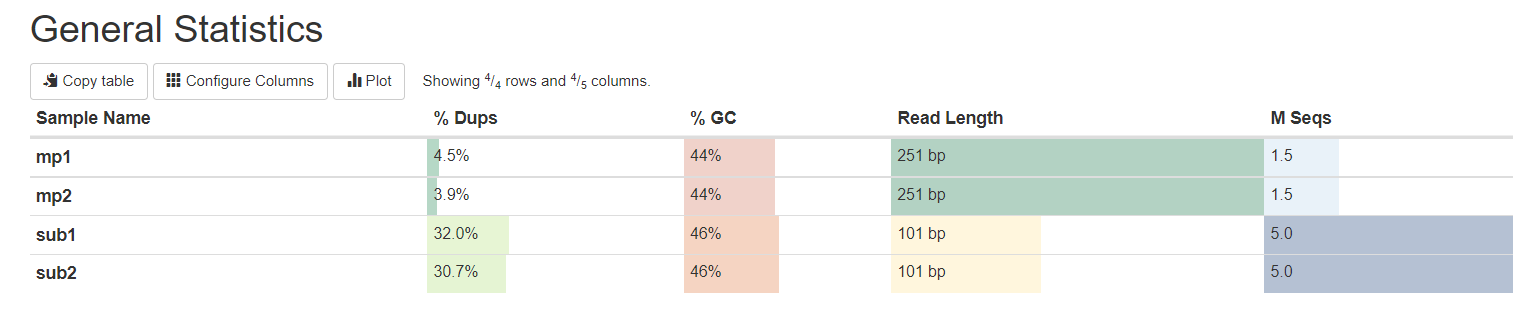 General Statistics
Copy table Configure Columns Plot Showing 4/4 rows and 4/5 columns.
Sample Name % Dups % GC Read Length M Seqs
mp1 4.5% 44% 251 bp 1.5
mp2 3.9% 44% 251 bp 1.5
sub1 32.0% 46% 101 bp 5.0
sub2 30.7% 46% 101 bp 5.0